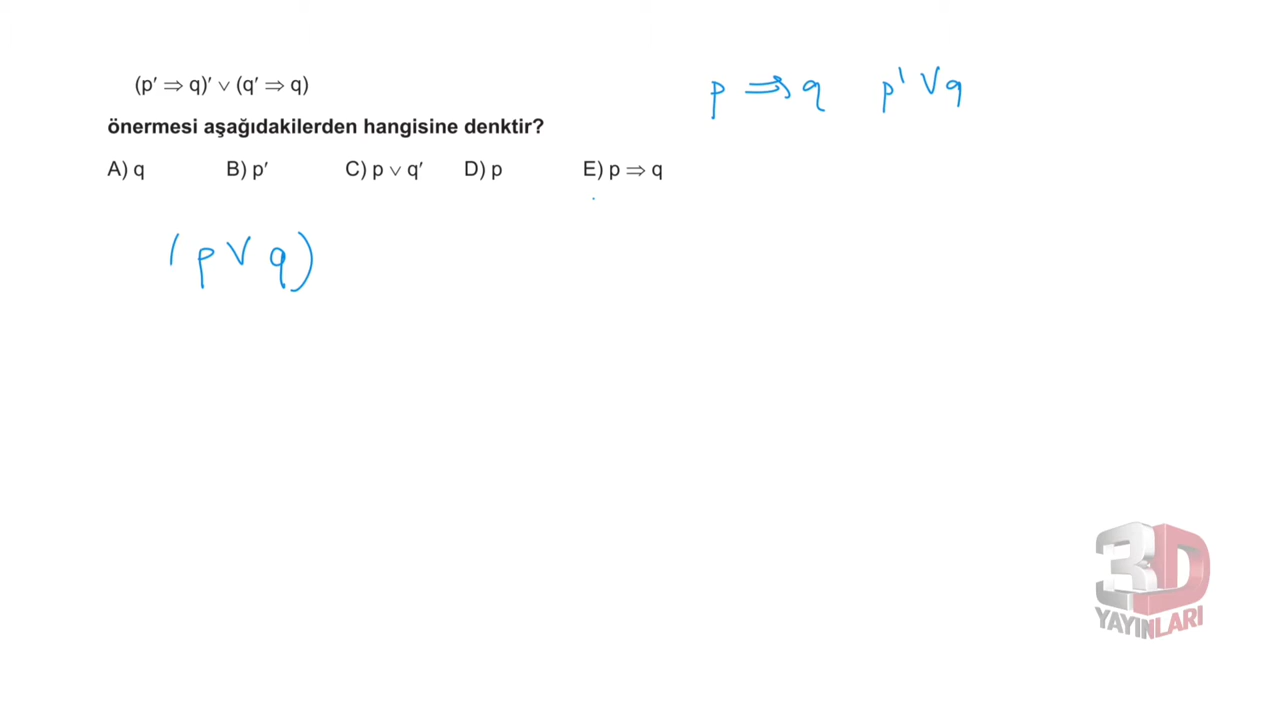 (p′ ⇒ q)′ ∨ (q′ ⇒ q)
p ⇒ q p′ ∨ q
önermesi aşağıdakilerden hangisine denktir?
A) q B) p′ C) p ∨ q′ D) p E) p ⇒ q
(p ∨ q)
3D
YAYINLARI